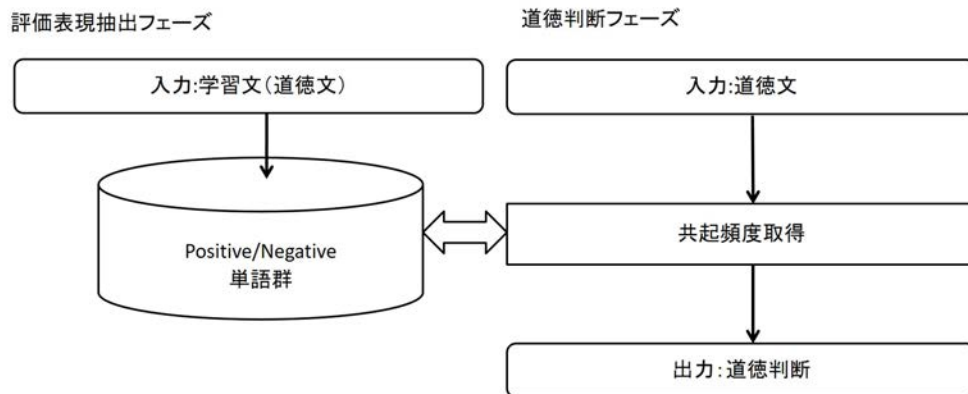 評価表現抽出フェーズ
入力:学習文(道徳文)
Positive/Negative
単語群
道徳判断フェーズ
入力:道徳文
共起頻度取得
出力:道徳判断